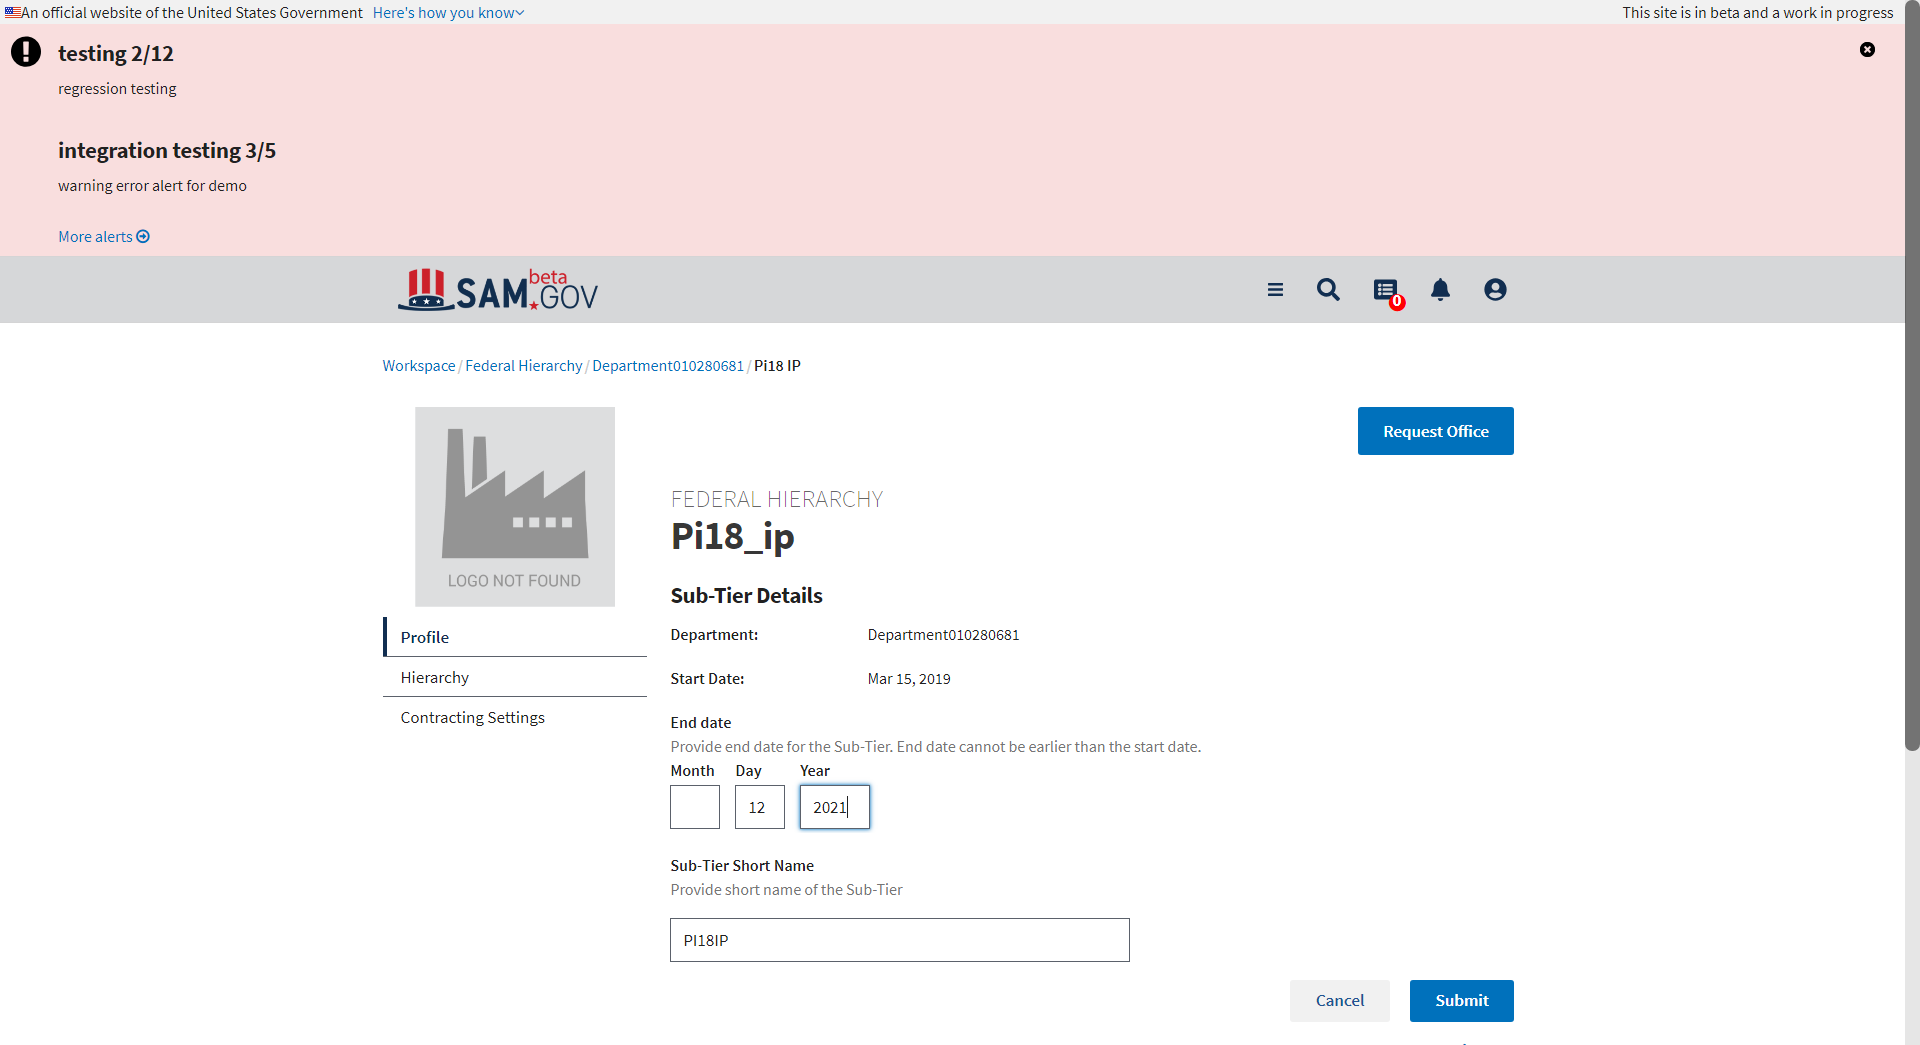 An official website of the United States Government Here's how you know
This site is in beta and a work in progress
testing 2/12
regression testing
integration testing 3/5
warning error alert for demo
More alerts
SAM beta .GOV
0
Workspace / Federal Hierarchy / Department010280681 / Pi18 IP
LOGO NOT FOUND
Request Office
FEDERAL HIERARCHY
Pi18_ip
Profile
Hierarchy
Contracting Settings
Sub-Tier Details
Department: Department010280681
Start Date: Mar 15, 2019
End date
Provide end date for the Sub-Tier. End date cannot be earlier than the start date.
Month Day Year
12 2021
Sub-Tier Short Name
Provide short name of the Sub-Tier
PI18IP
Cancel Submit